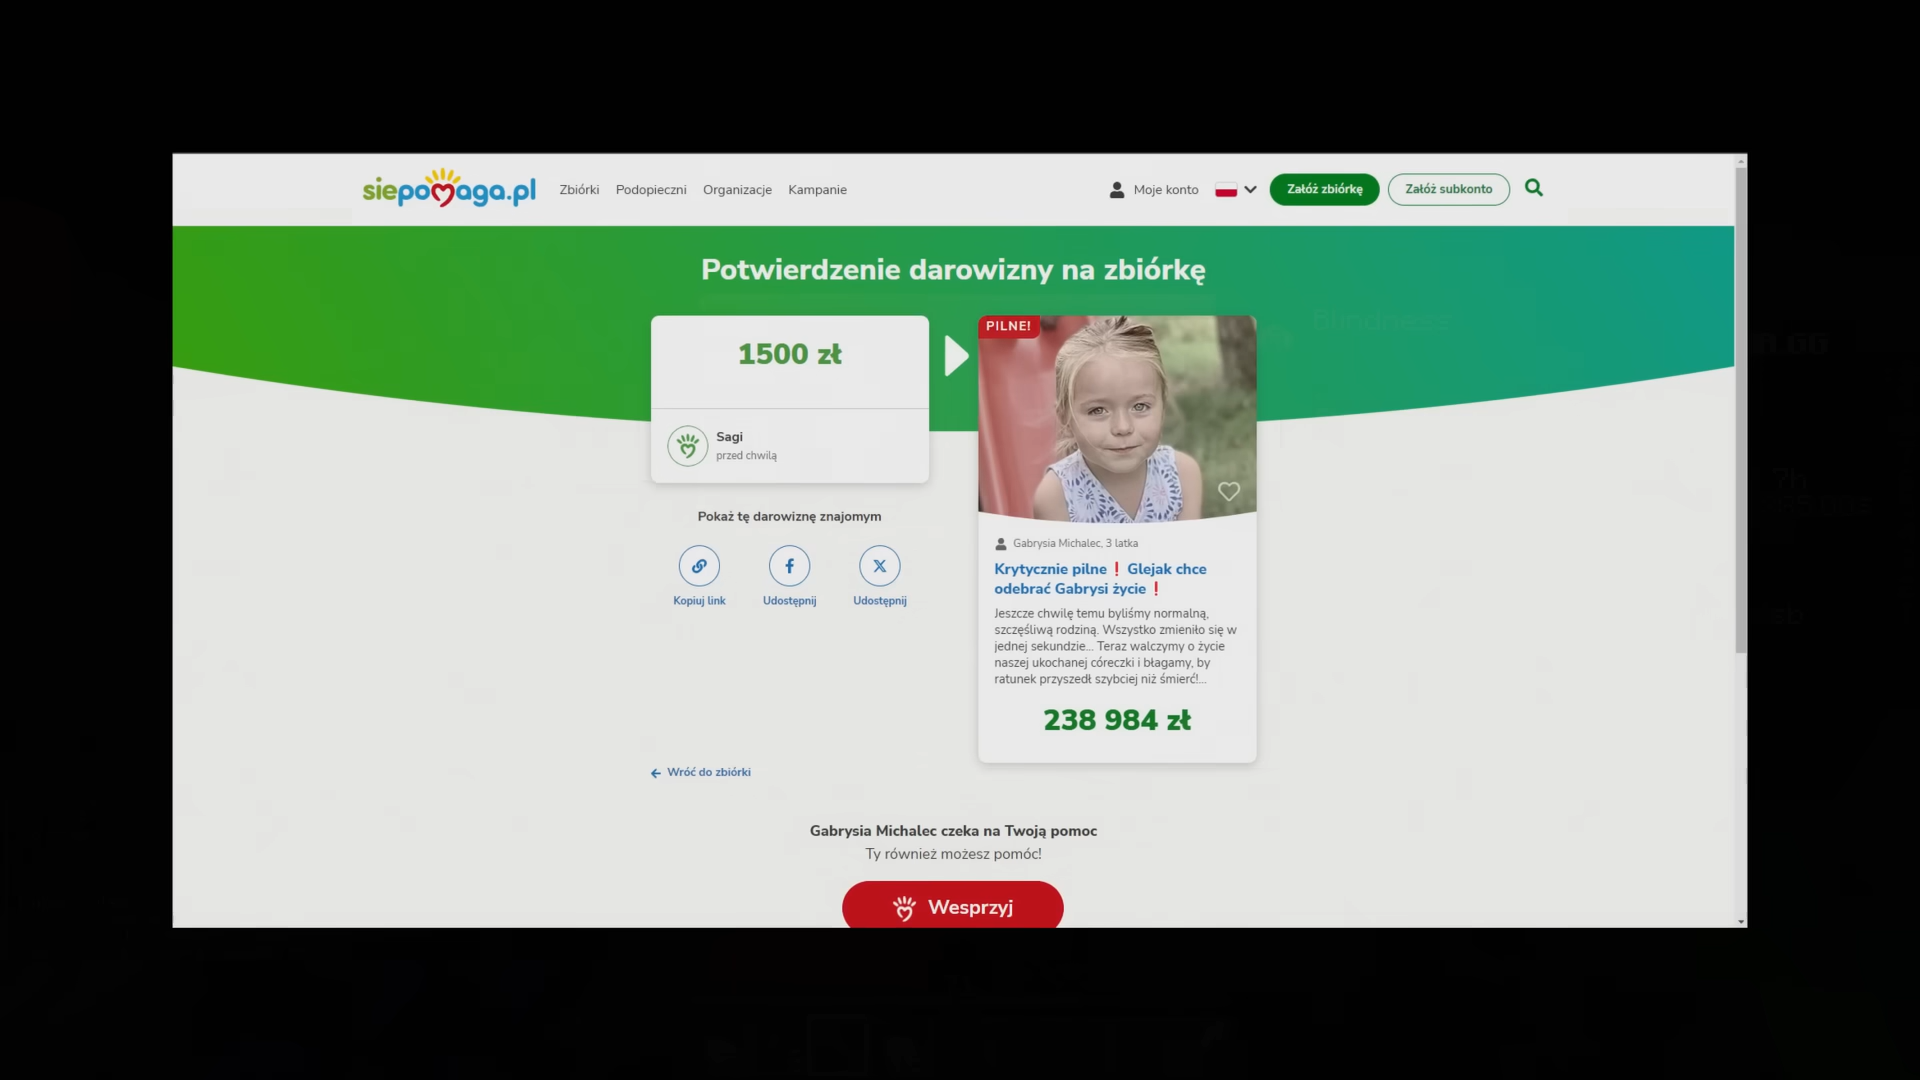 siepomaga.pl
Zbiórki Podopieczni Organizacje Kampanie
Moje konto
Załóż zbiórkę
Załóż subkonto
Potwierdzenie darowizny na zbiórkę
1500 zł
Sagi
przed chwilą
Pokaż tę darowiznę znajomym
Kopiuj link
Udostępnij
Udostępnij
PILNE!
Gabrysia Michalec, 3 latka
Krytycznie pilne❗Glejak chce
odebrać Gabrysi życie❗
Jeszcze chwilę temu byliśmy normalną,
szczęśliwą rodziną. Wszystko zmieniło się w
jednej sekundzie... Teraz walczymy o życie
naszej ukochanej córeczki i błagamy, by
ratunek przyszedł szybciej niż śmierć!...
238 984 zł
Wróć do zbiórki
Gabrysia Michalec czeka na Twoją pomoc
Ty również możesz pomóc!
Wesprzyj